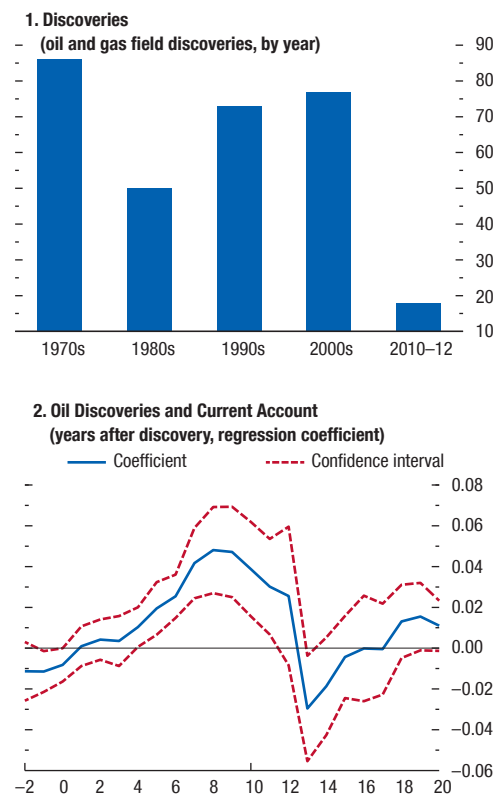 1. Discoveries
(oil and gas field discoveries, by year)
90
80
70
60
50
40
30
20
10
1970s 1980s 1990s 2000s 2010–12
2. Oil Discoveries and Current Account
(years after discovery, regression coefficient)
Coefficient Confidence interval
0.08
0.06
0.04
0.02
0.00
–0.02
–0.04
–0.06
–2 0 2 4 6 8 10 12 14 16 18 20